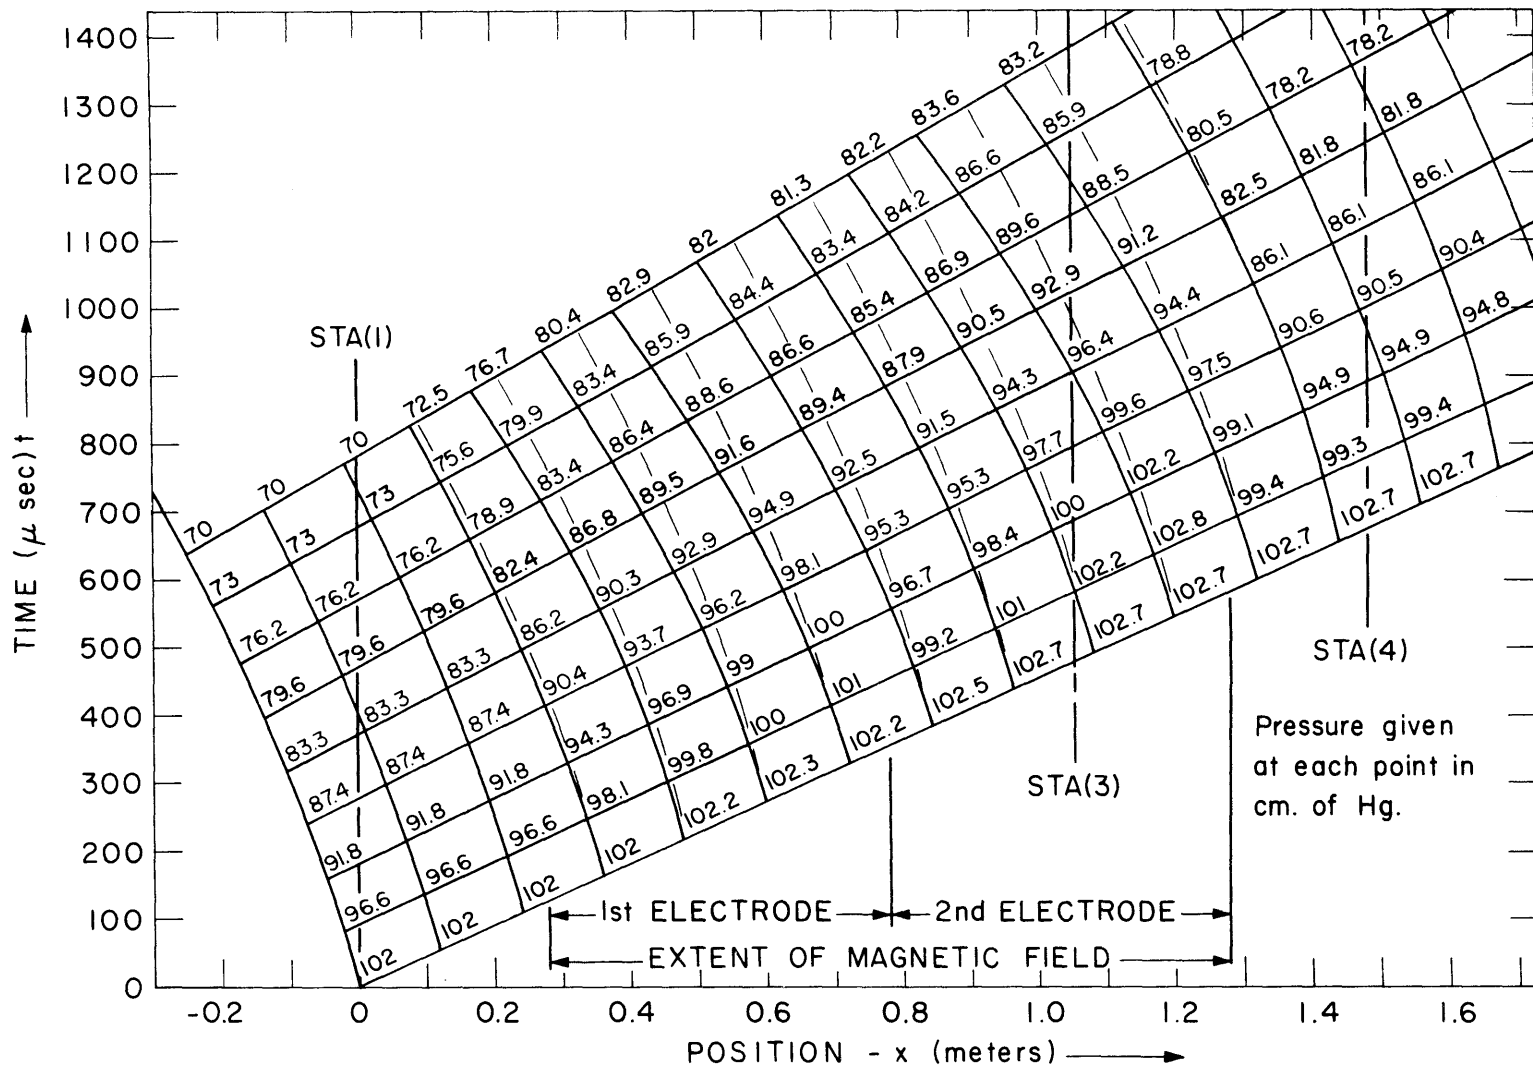 1400
1300
1200
1100
1000
900
800
700
600
500
400
300
200
100
0
TIME (μ sec) t
STA(1)
70 70 70 72.5 76.7 80.4 82.9 82 81.3 82.2 83.6 83.2
73 73 73 75.6 79.9 83.4 85.9 84.4 83.4 84.2 86.6 85.9 78.8 78.2
76.2 76.2 76.2 78.9 83.4 86.4 88.6 86.6 85.4 86.9 89.6 88.5 80.5 78.2
79.6 79.6 79.6 82.4 86.8 89.5 91.6 89.4 87.9 90.5 92.9 91.2 82.5 81.8 81.8
83.3 83.3 83.3 86.2 90.3 92.9 94.9 92.5 91.5 94.3 96.4 94.4 86.1 86.1 86.1
87.4 87.4 87.4 90.4 93.7 96.2 98.1 95.3 95.3 97.7 99.6 97.5 90.6 90.5 90.4
91.8 91.8 91.8 94.3 96.9 99 100 96.7 98.4 100 102.2 99.1 94.9 94.9 94.8
96.6 96.6 96.6 98.1 99.8 100 101 99.2 101 102.2 102.8 99.4 99.3 99.4
102 102 102 102 102.2 102.3 102.2 102.5 102.7 102.7 102.7 102.7 102.7 102.7
STA(4)
STA(3)
Pressure given
at each point in
cm. of Hg.
1st ELECTRODE
2nd ELECTRODE
EXTENT OF MAGNETIC FIELD
-0.2 0 0.2 0.4 0.6 0.8 1.0 1.2 1.4 1.6
POSITION - x (meters)